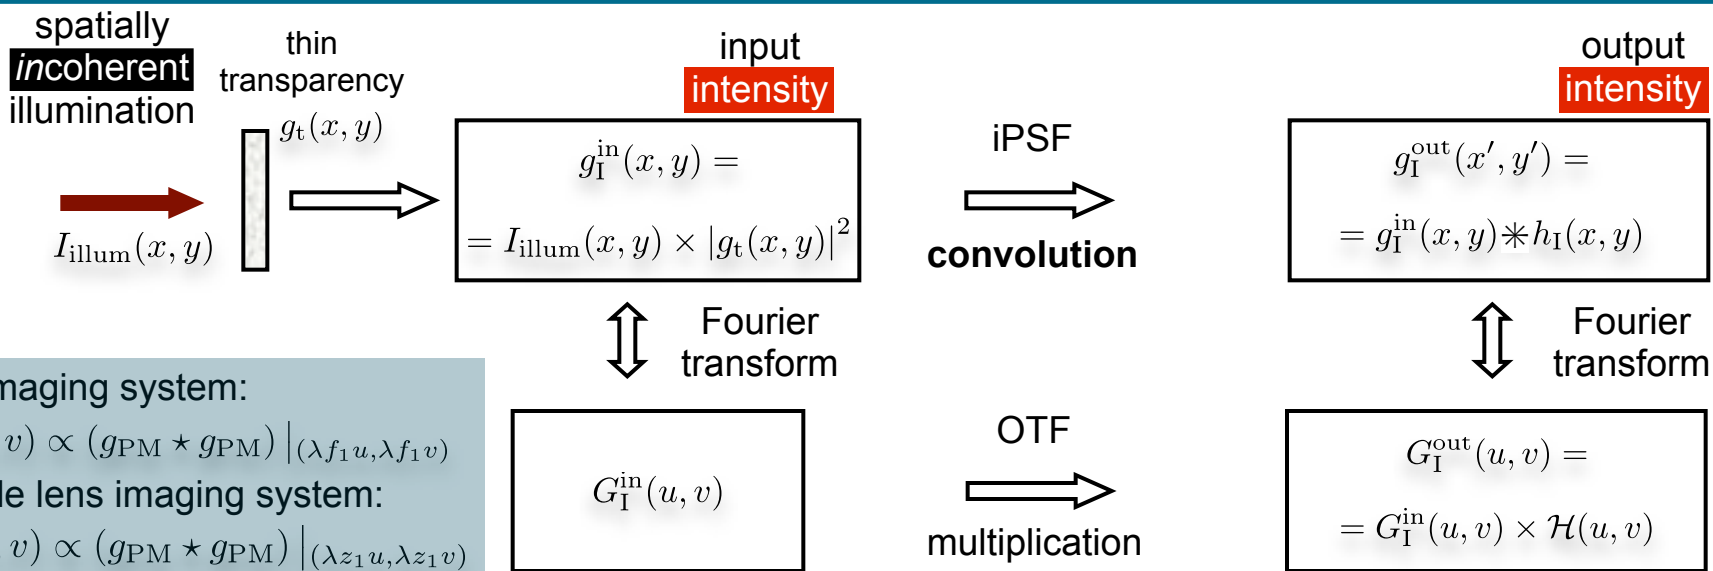 spatially
incoherent
illumination
I_illum(x, y)
thin
transparency
g_t(x, y)
input
intensity
g_I^in(x, y) =
= I_illum(x, y) × |g_t(x, y)|^2
iPSF
convolution
output
intensity
g_I^out(x′, y′) =
= g_I^in(x, y) ∗ h_I(x, y)
Fourier
transform
Fourier
transform
maging system:
v) ∝ (g_PM ⋆ g_PM) |_(λf_1u,λf_1v)
le lens imaging system:
v) ∝ (g_PM ⋆ g_PM) |_(λz_1u,λz_1v)
G_I^in(u, v)
OTF
multiplication
G_I^out(u, v) =
= G_I^in(u, v) × ℋ(u, v)